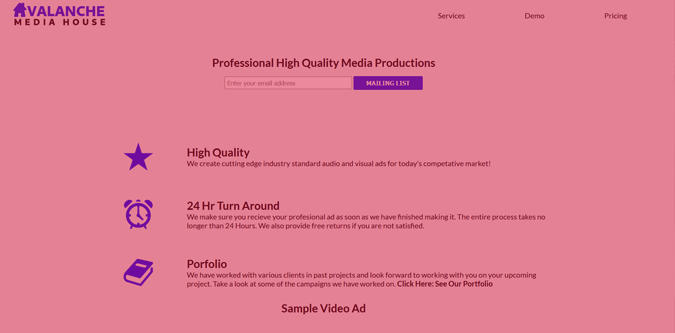 AVALANCHE
MEDIA HOUSE
Services
Demo
Pricing
Professional High Quality Media Productions
Enter your email address
MAILING LIST
High Quality
We create cutting edge industry standard audio and visual ads for today's competative market!
24 Hr Turn Around
We make sure you recieve your profesional ad as soon as we have finished making it. The entire process takes no
longer than 24 Hours. We also provide free returns if you are not satisfied.
Porfolio
We have worked with various clients in past projects and look forward to working with you on your upcoming
project. Take a look at some of the campaigns we have worked on. Click Here: See Our Portfolio
Sample Video Ad